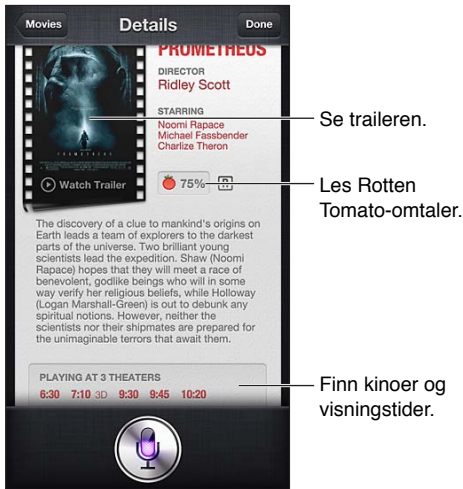 Movies
Details
Done
PROMETHEUS
DIRECTOR
Ridley Scott
STARRING
Noomi Rapace
Michael Fassbender
Charlize Theron
PROMETHEUS
Watch Trailer
75%
R
Se traileren.
Les Rotten
Tomato-omtaler.
The discovery of a clue to mankind's origins on
Earth leads a team of explorers to the darkest
parts of the universe. Two brilliant young
scientists lead the expedition. Shaw (Noomi
Rapace) hopes that they will meet a race of
benevolent, godlike beings who will in some
way verify her religious beliefs, while Holloway
(Logan Marshall-Green) is out to debunk any
spiritual notions. However, neither the
scientists nor their shipmates are prepared for
the unimaginable terrors that await them.
PLAYING AT 3 THEATERS
6:30 7:10 3D 9:30 9:45 10:20
Finn kinoer og
visningstider.